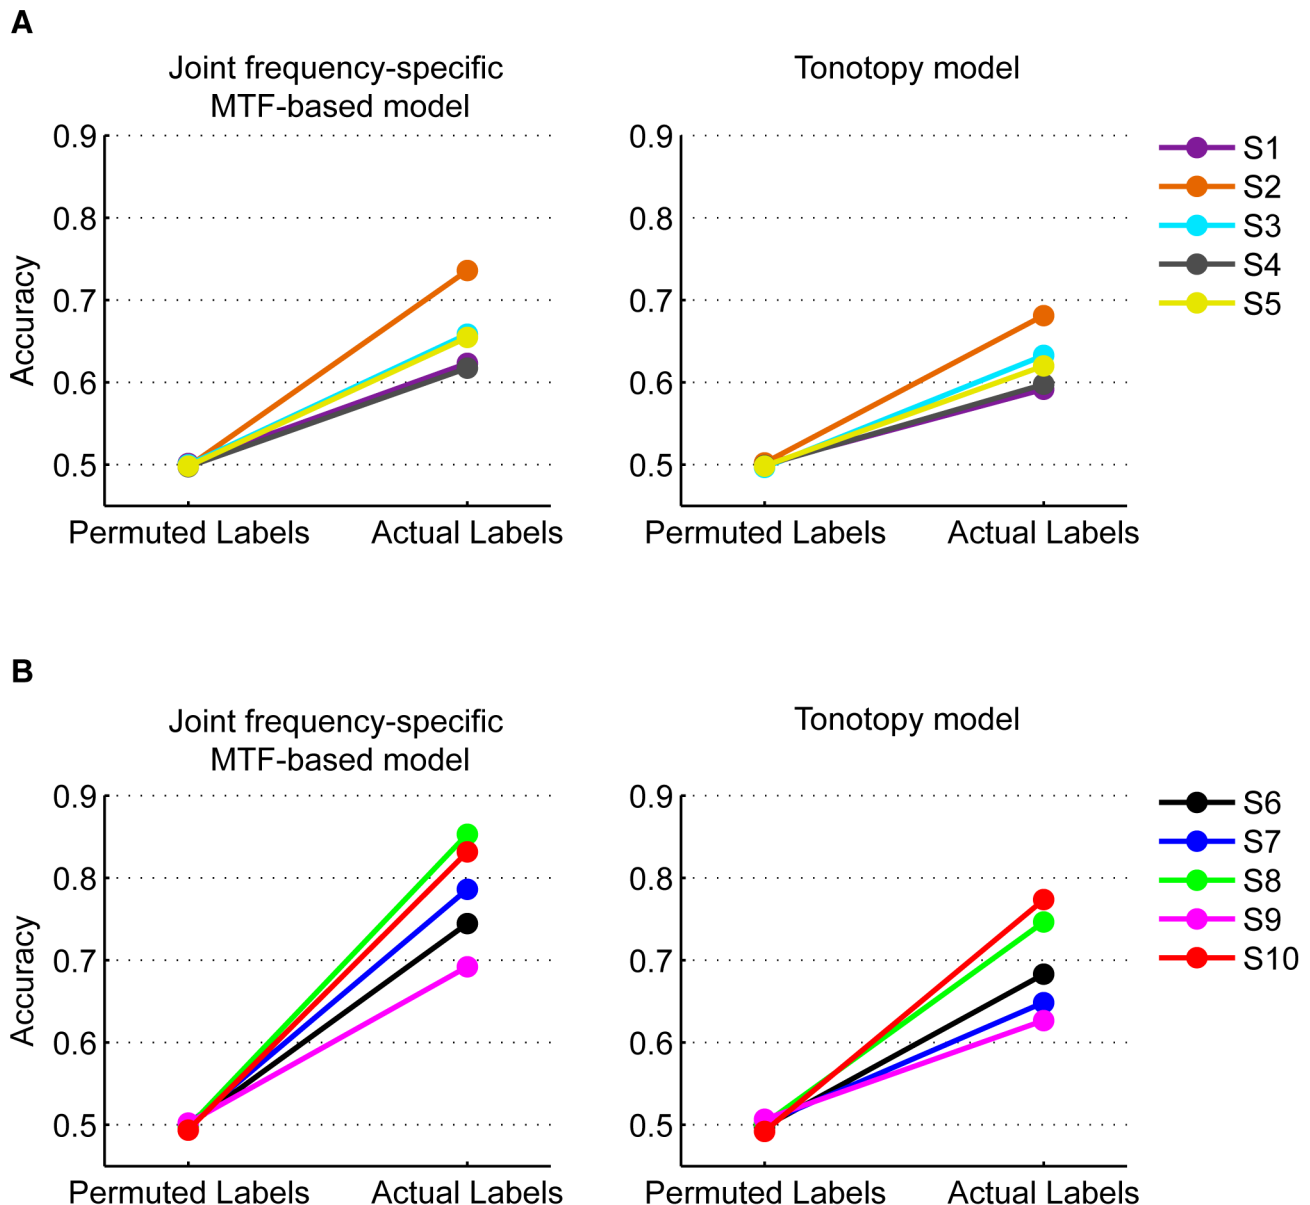 A
Joint frequency-specific
MTF-based model
Tonotopy model
0.9
0.8
0.7
0.6
0.5
Accuracy
Permuted Labels
Actual Labels
0.9
0.8
0.7
0.6
0.5
Permuted Labels
Actual Labels
S1
S2
S3
S4
S5
B
Joint frequency-specific
MTF-based model
Tonotopy model
0.9
0.8
0.7
0.6
0.5
Accuracy
Permuted Labels
Actual Labels
0.9
0.8
0.7
0.6
0.5
Permuted Labels
Actual Labels
S6
S7
S8
S9
S10